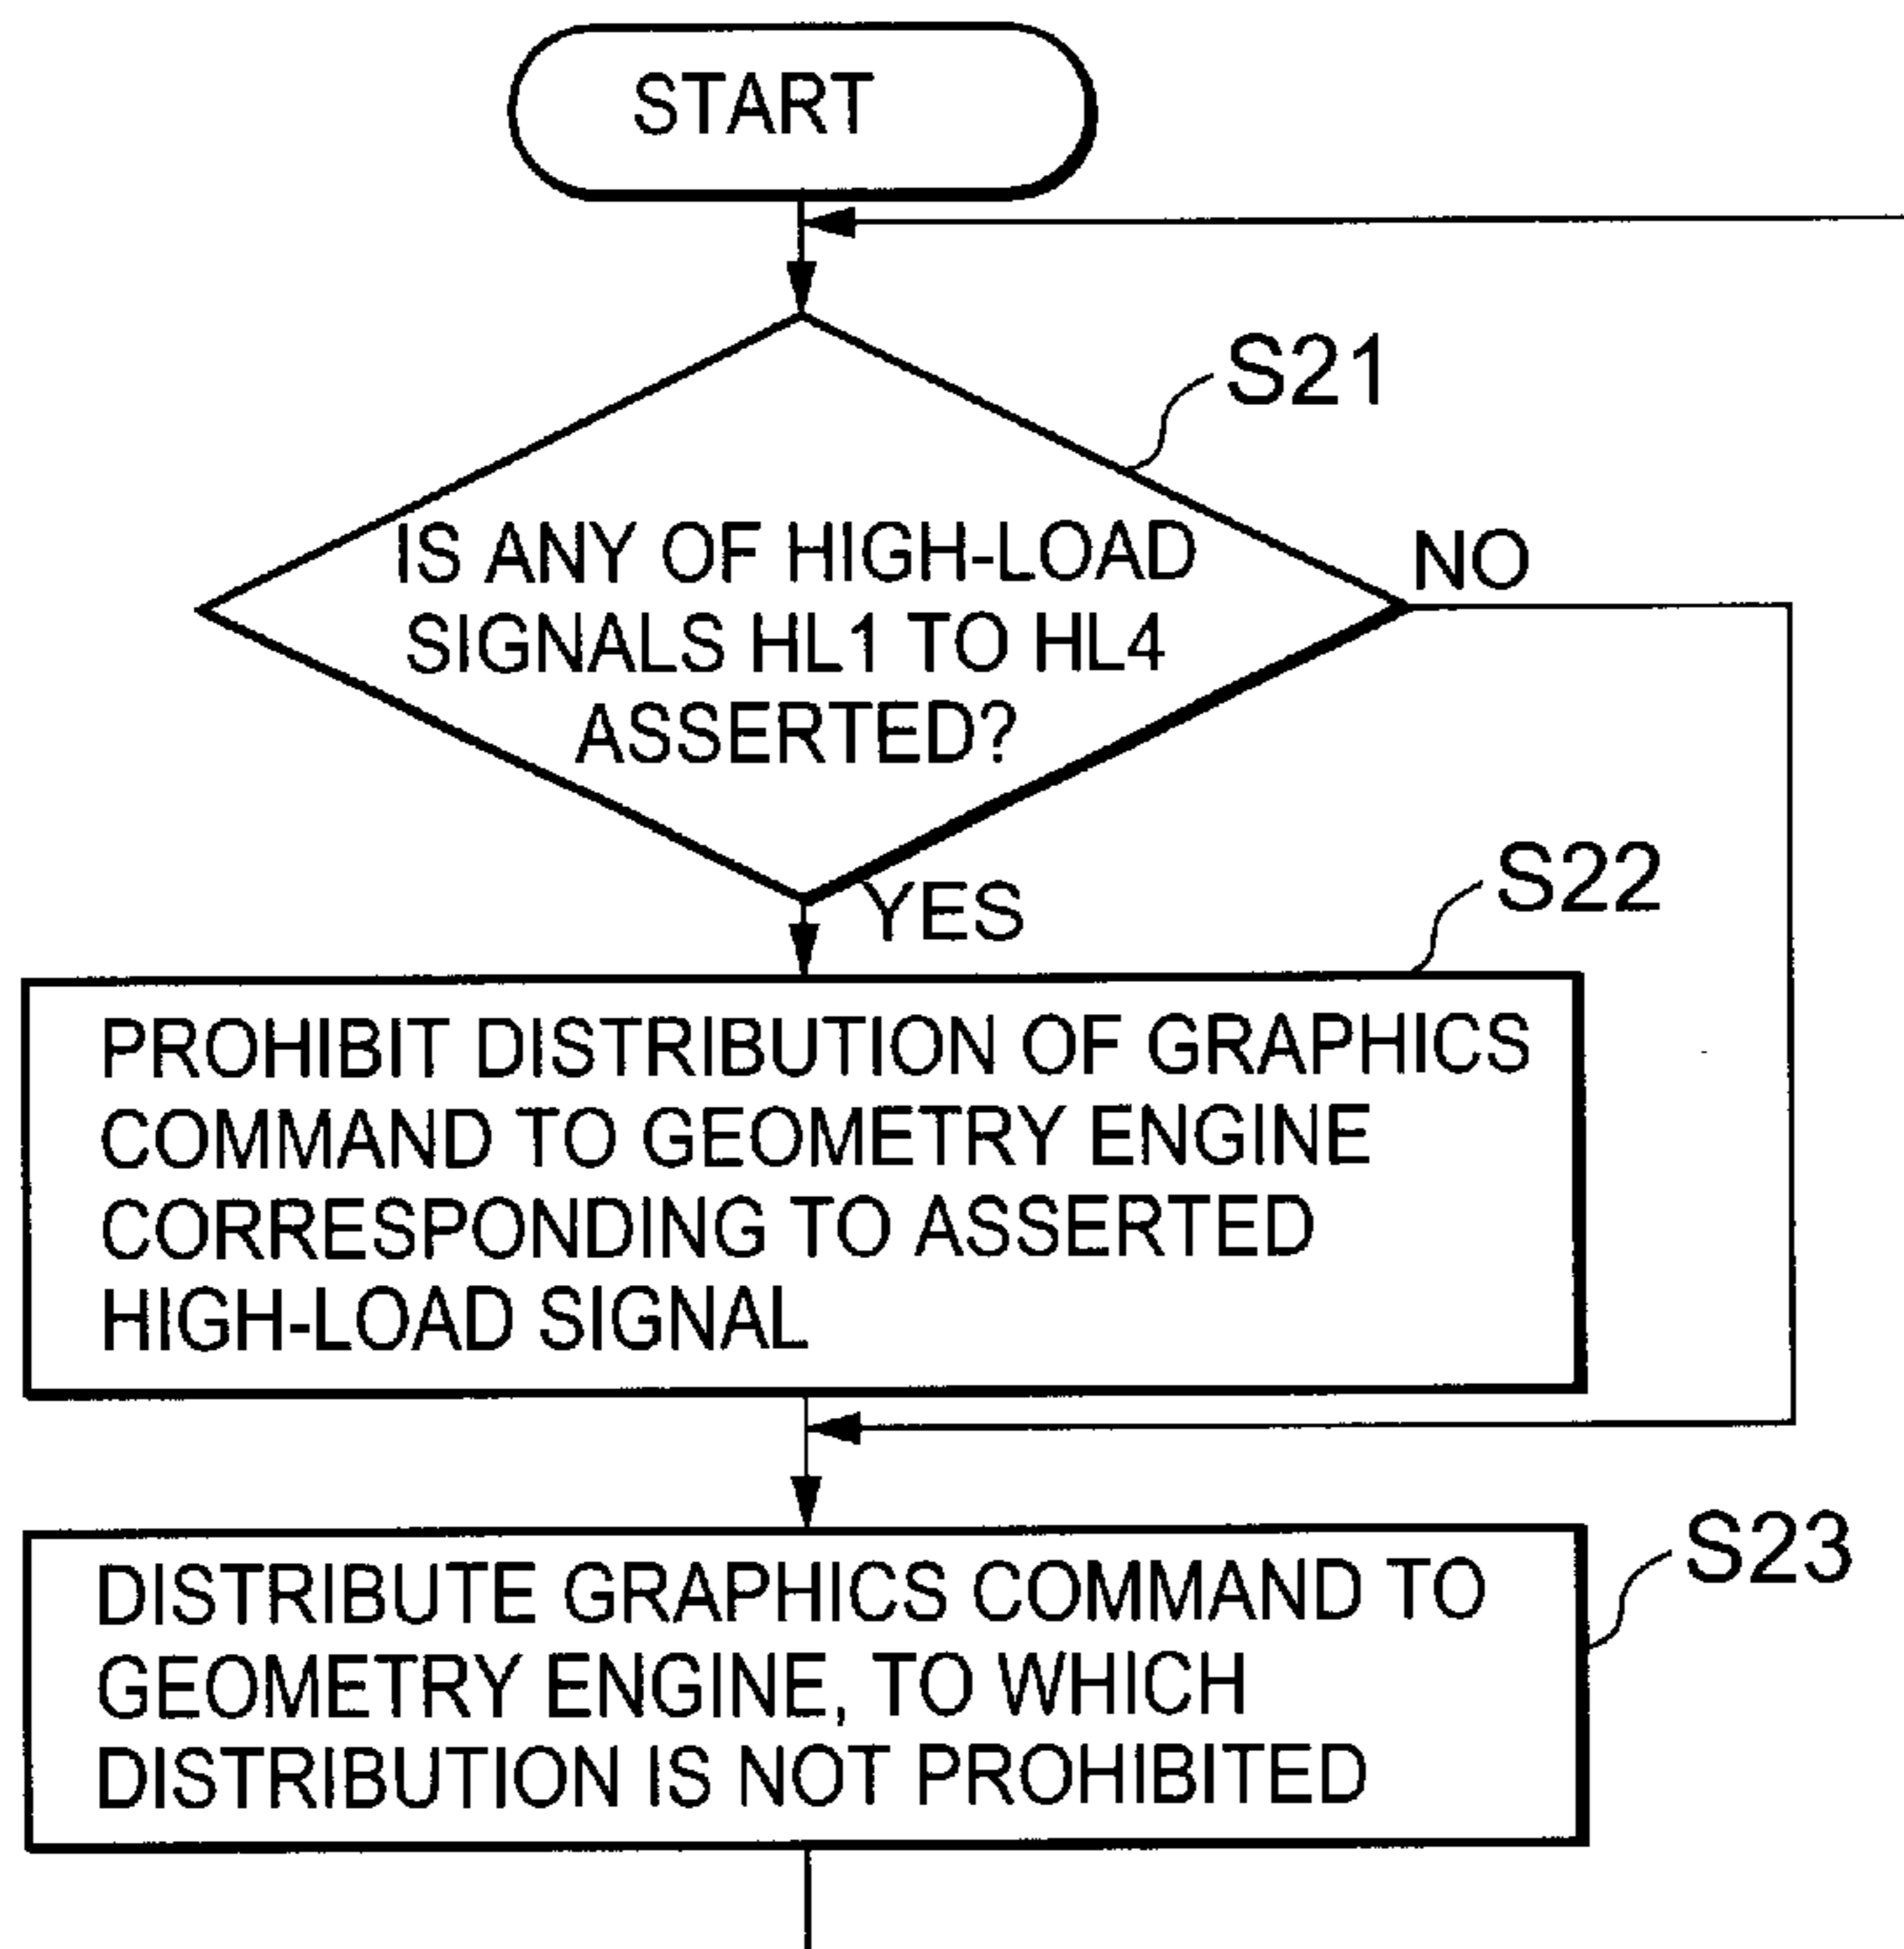 START
S21
IS ANY OF HIGH-LOAD
SIGNALS HL1 TO HL4
ASSERTED?
NO
YES
S22
PROHIBIT DISTRIBUTION OF GRAPHICS
COMMAND TO GEOMETRY ENGINE
CORRESPONDING TO ASSERTED
HIGH-LOAD SIGNAL
S23
DISTRIBUTE GRAPHICS COMMAND TO
GEOMETRY ENGINE, TO WHICH
DISTRIBUTION IS NOT PROHIBITED